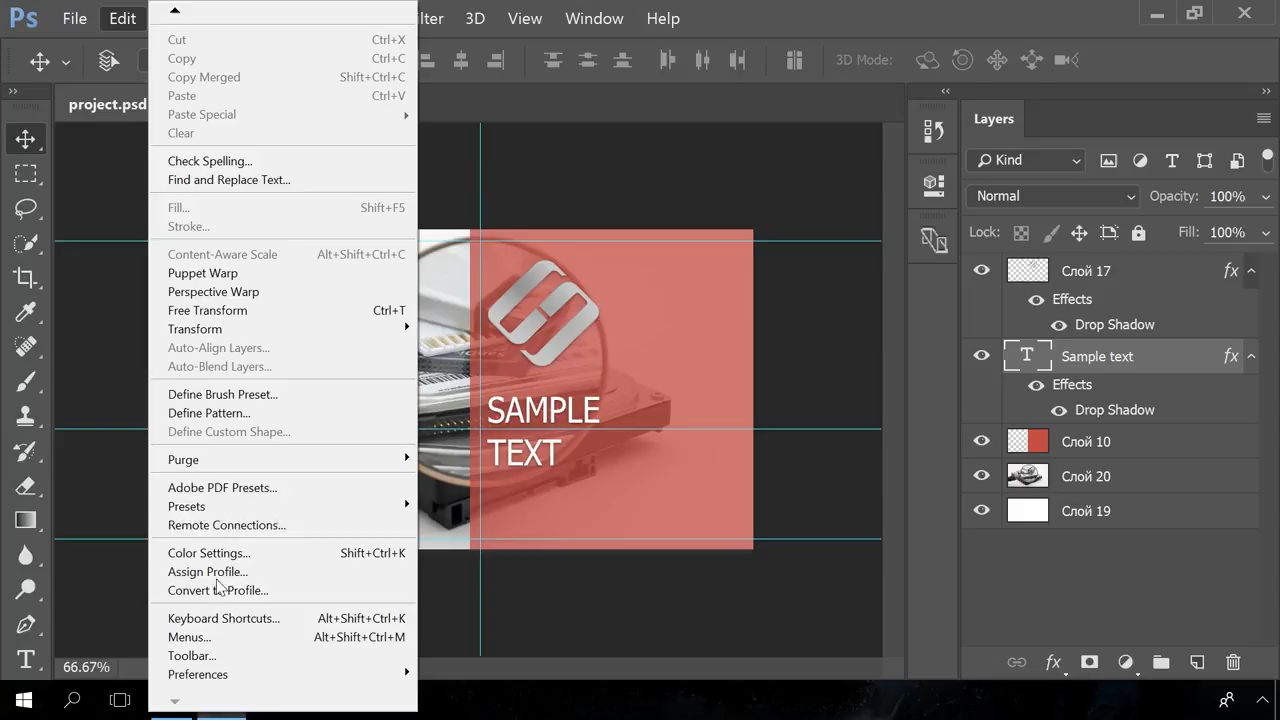 Ps
File
Edit
3D
View
Window
Help
3D Mode:
project.psd
Cut Ctrl+X
Copy Ctrl+C
Copy Merged Shift+Ctrl+C
Paste Ctrl+V
Paste Special
Clear
Check Spelling...
Find and Replace Text...
Fill... Shift+F5
Stroke...
Content-Aware Scale Alt+Shift+Ctrl+C
Puppet Warp
Perspective Warp
Free Transform Ctrl+T
Transform
Auto-Align Layers...
Auto-Blend Layers...
Define Brush Preset...
Define Pattern...
Define Custom Shape...
Purge
Adobe PDF Presets...
Presets
Remote Connections...
Color Settings... Shift+Ctrl+K
Assign Profile...
Convert to Profile...
Keyboard Shortcuts... Alt+Shift+Ctrl+K
Menus... Alt+Shift+Ctrl+M
Toolbar...
Preferences
SAMPLE
TEXT
66.67%
Layers
Kind
Normal
Opacity: 100%
Lock:
Fill: 100%
Слой 17 fx
Effects
Drop Shadow
T Sample text fx
Effects
Drop Shadow
Слой 10
Слой 20
Слой 19
fx